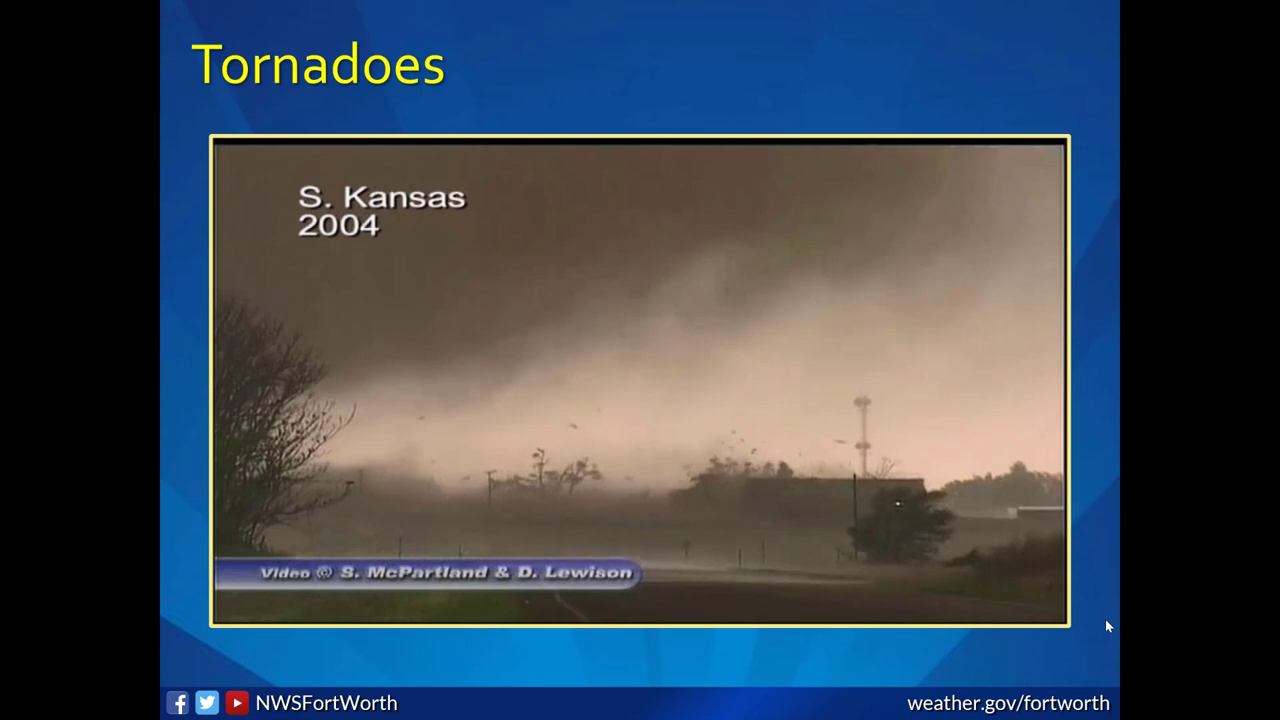 Tornadoes
S. Kansas
2004
Video @ S. McPartland & D. Lewison
NWSFortWorth
weather.gov/fortworth